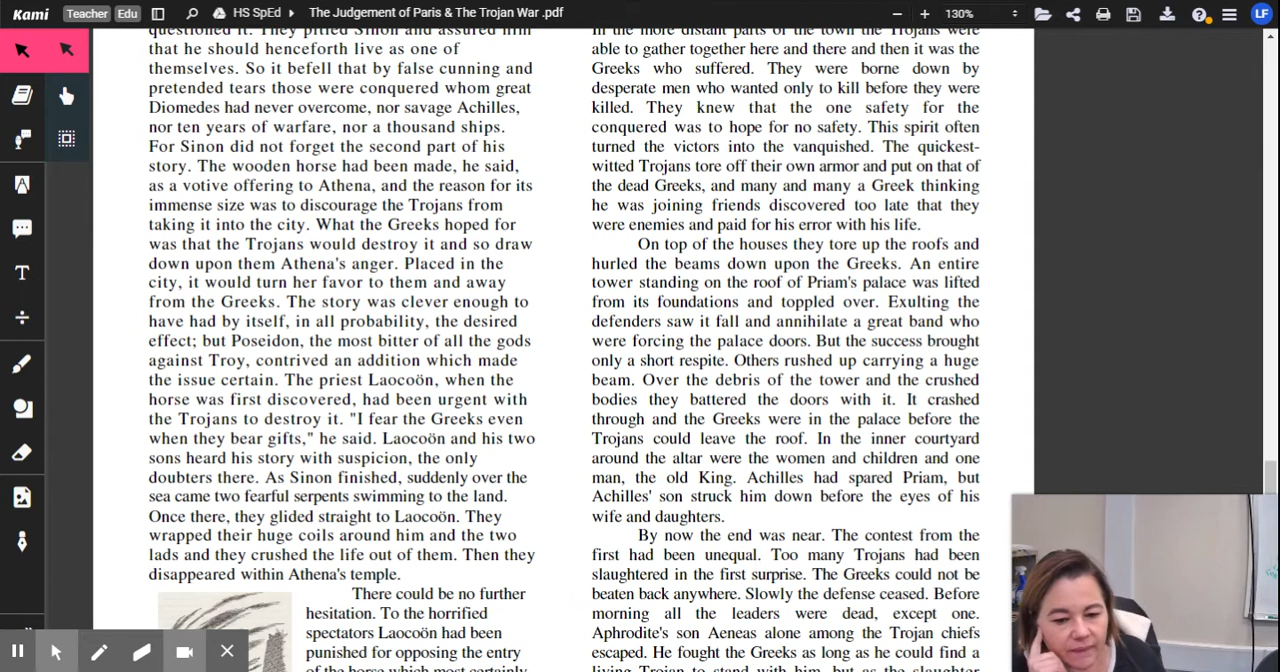 Kami
Teacher
Edu
HS SpEd
The Judgement of Paris & The Trojan War .pdf
130%
LF
questioned it. They pitied Sinon and assured him
that he should henceforth live as one of
themselves. So it befell that by false cunning and
pretended tears those were conquered whom great
Diomedes had never overcome, nor savage Achilles,
nor ten years of warfare, nor a thousand ships.
For Sinon did not forget the second part of his
story. The wooden horse had been made, he said,
as a votive offering to Athena, and the reason for its
immense size was to discourage the Trojans from
taking it into the city. What the Greeks hoped for
was that the Trojans would destroy it and so draw
down upon them Athena's anger. Placed in the
city, it would turn her favor to them and away
from the Greeks. The story was clever enough to
have had by itself, in all probability, the desired
effect; but Poseidon, the most bitter of all the gods
against Troy, contrived an addition which made
the issue certain. The priest Laocoön, when the
horse was first discovered, had been urgent with
the Trojans to destroy it. "I fear the Greeks even
when they bear gifts," he said. Laocoön and his two
sons heard his story with suspicion, the only
doubters there. As Sinon finished, suddenly over the
sea came two fearful serpents swimming to the land.
Once there, they glided straight to Laocoön. They
wrapped their huge coils around him and the two
lads and they crushed the life out of them. Then they
disappeared within Athena's temple.
There could be no further
hesitation. To the horrified
spectators Laocoön had been
punished for opposing the entry
of the horse which most certainly
In the more distant parts of the town the Trojans were
able to gather together here and there and then it was the
Greeks who suffered. They were borne down by
desperate men who wanted only to kill before they were
killed. They knew that the one safety for the
conquered was to hope for no safety. This spirit often
turned the victors into the vanquished. The quickest-
witted Trojans tore off their own armor and put on that of
the dead Greeks, and many and many a Greek thinking
he was joining friends discovered too late that they
were enemies and paid for his error with his life.
On top of the houses they tore up the roofs and
hurled the beams down upon the Greeks. An entire
tower standing on the roof of Priam's palace was lifted
from its foundations and toppled over. Exulting the
defenders saw it fall and annihilate a great band who
were forcing the palace doors. But the success brought
only a short respite. Others rushed up carrying a huge
beam. Over the debris of the tower and the crushed
bodies they battered the doors with it. It crashed
through and the Greeks were in the palace before the
Trojans could leave the roof. In the inner courtyard
around the altar were the women and children and one
man, the old King. Achilles had spared Priam, but
Achilles' son struck him down before the eyes of his
wife and daughters.
By now the end was near. The contest from the
first had been unequal. Too many Trojans had been
slaughtered in the first surprise. The Greeks could not be
beaten back anywhere. Slowly the defense ceased. Before
morning all the leaders were dead, except one.
Aphrodite's son Aeneas alone among the Trojan chiefs
escaped. He fought the Greeks as long as he could find a
living Trojan to stand with him, but as the slaughter